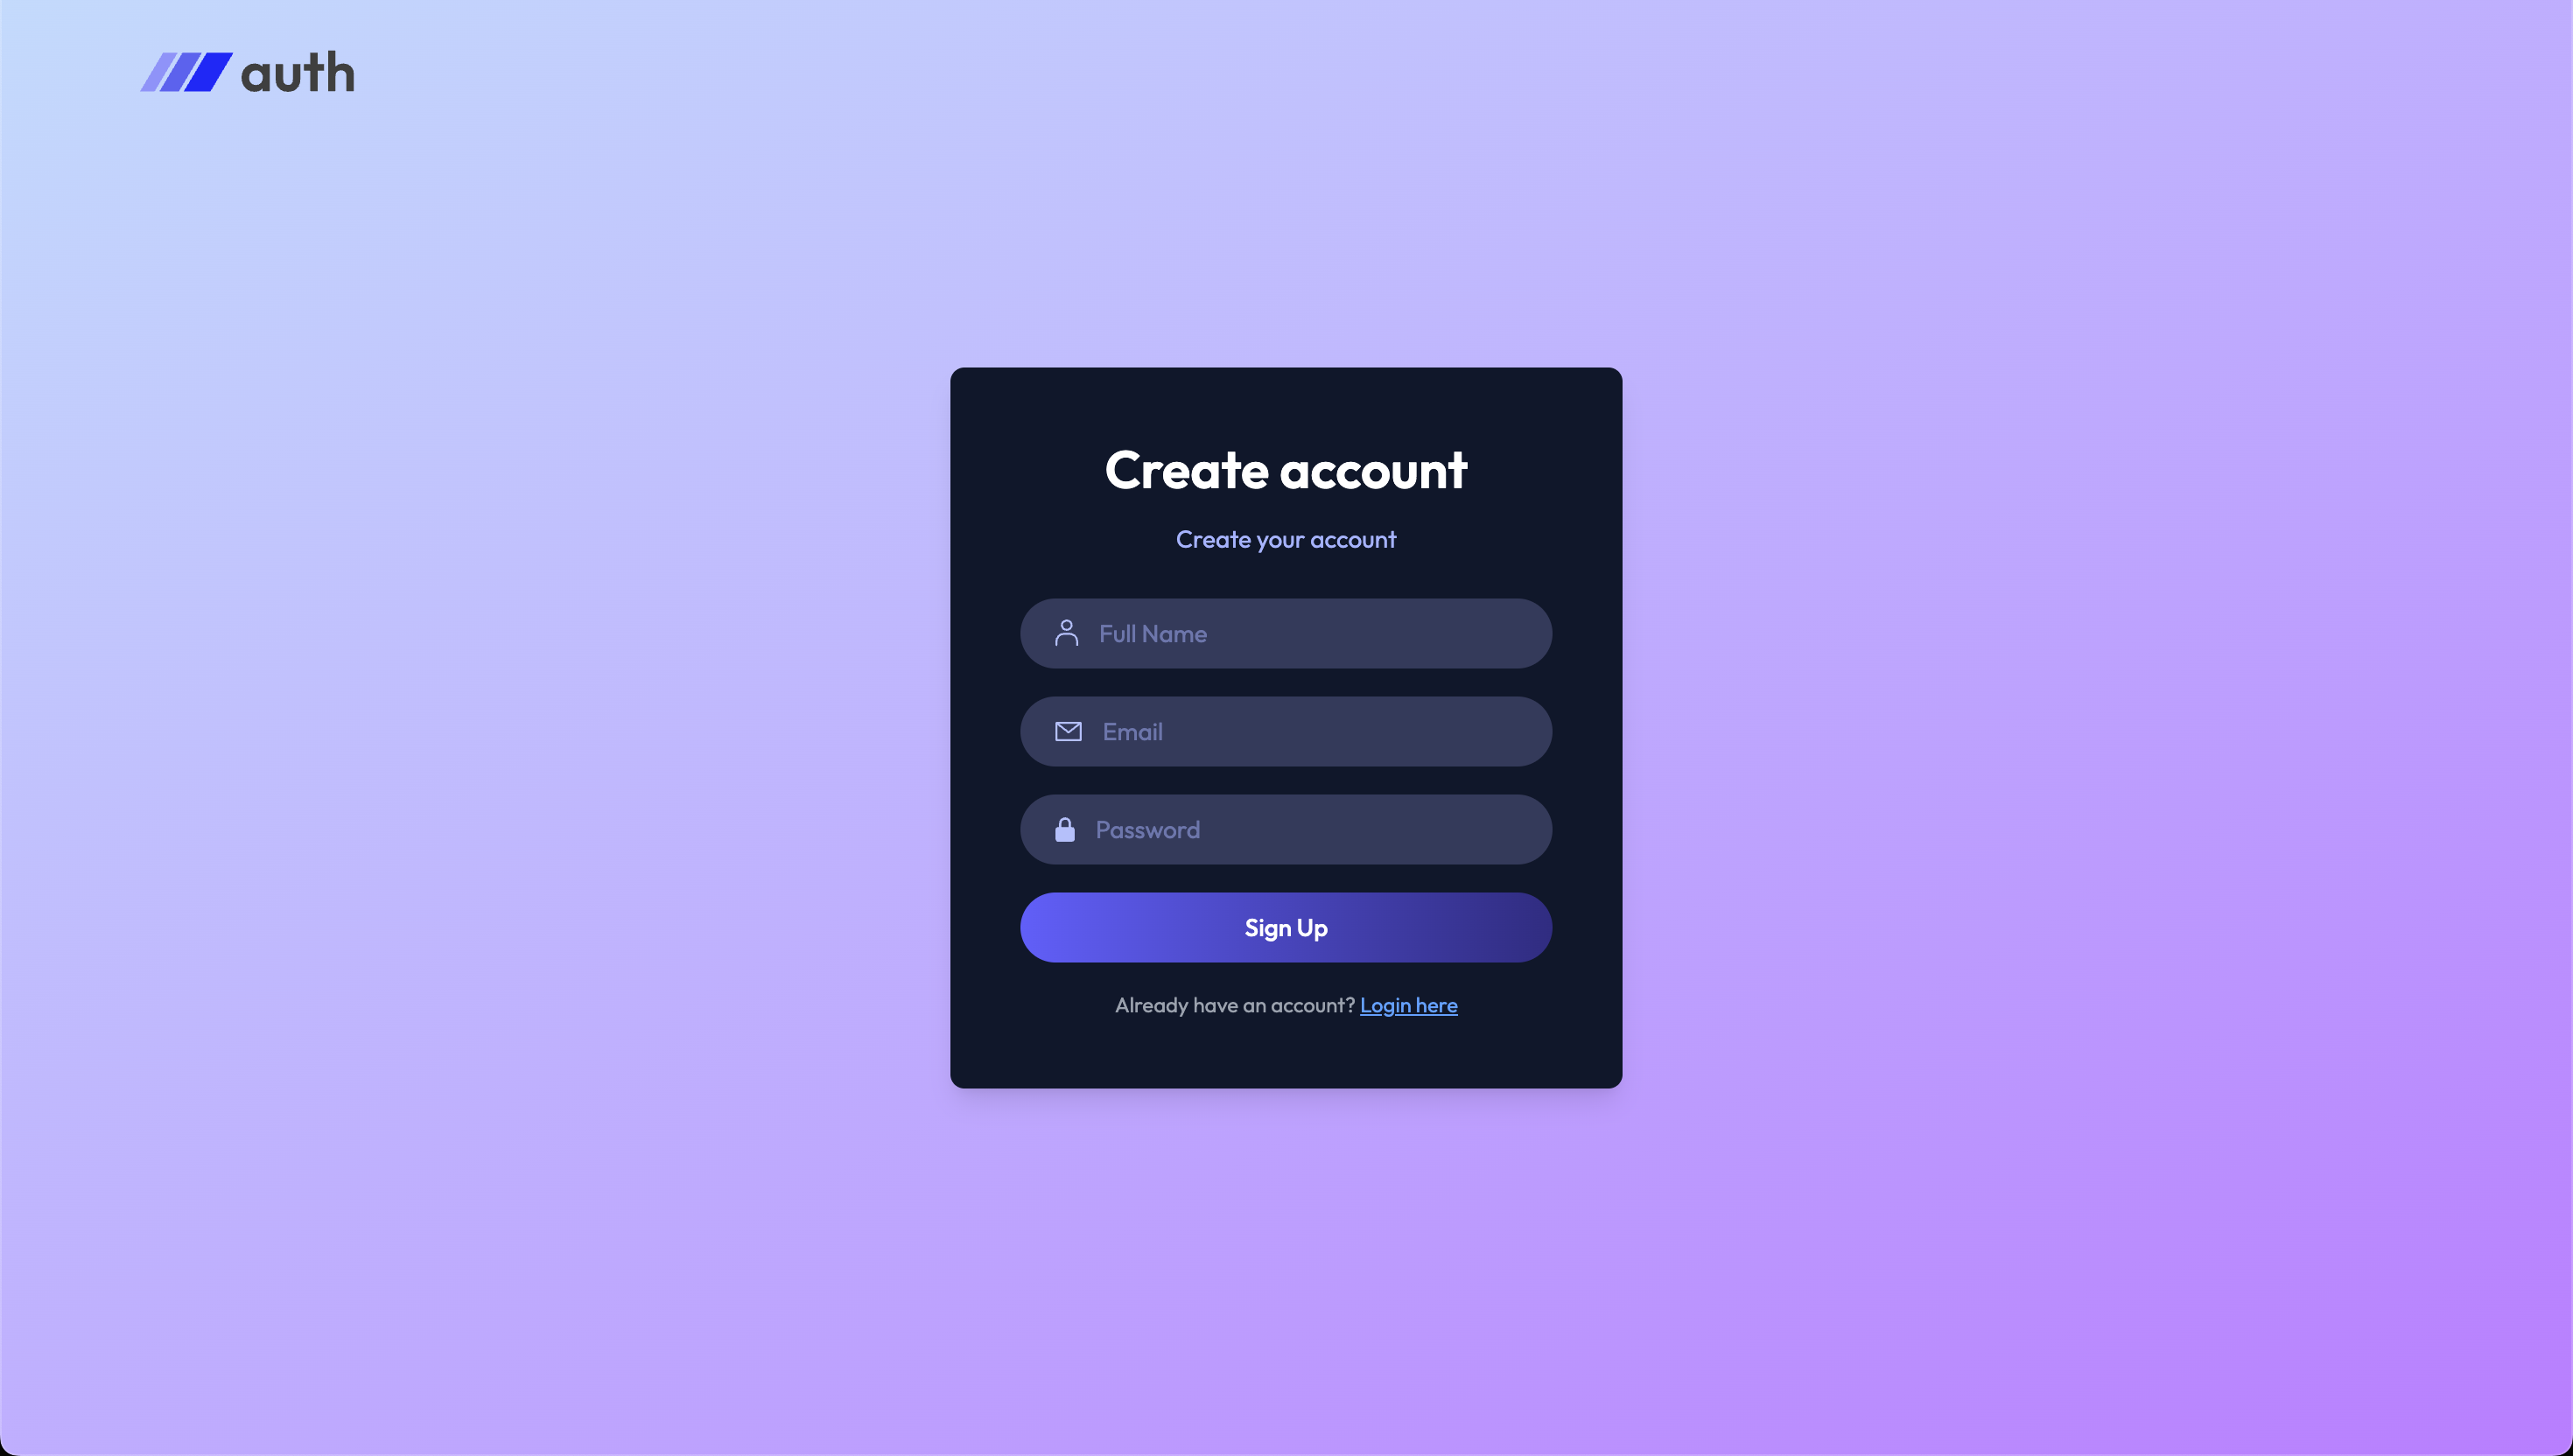 auth
Create account
Create your account
Full Name
Email
Password
Sign Up
Already have an account? Login here